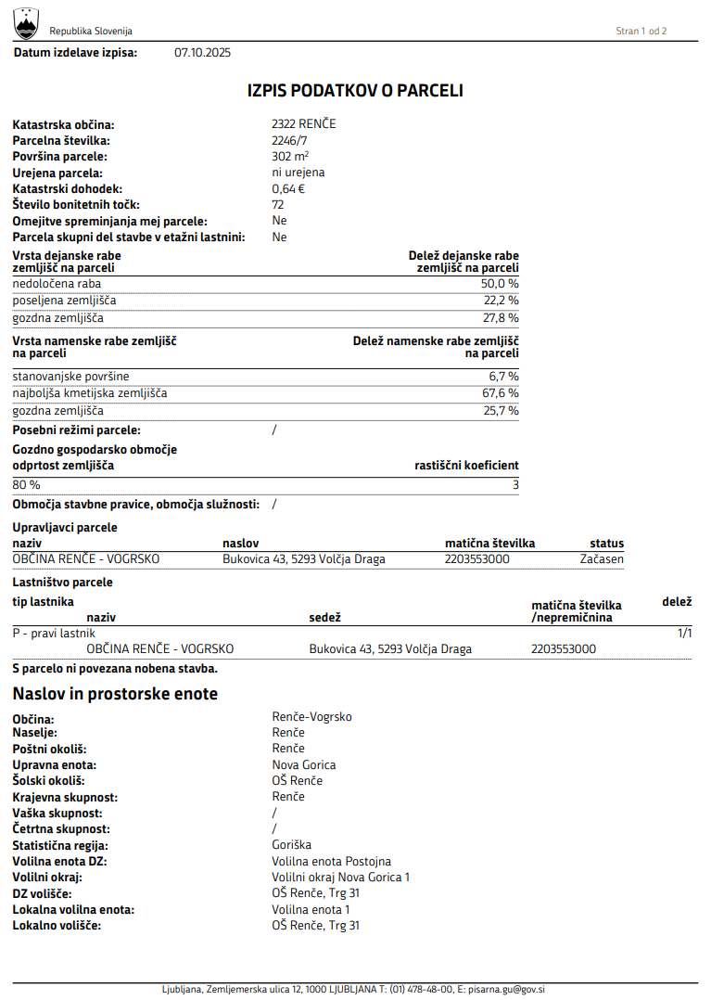 Republika Slovenija
Stran 1 od 2
Datum izdelave izpisa: 07.10.2025
IZPIS PODATKOV O PARCELI
Katastrska občina: 2322 RENČE
Parcelna številka: 2246/7
Površina parcele: 302 m²
Urejena parcela: ni urejena
Katastrski dohodek: 0,64 €
Število bonitetnih točk: 72
Omejitve spreminjanja mej parcele: Ne
Parcela skupni del stavbe v etažni lastnini: Ne
Vrsta dejanske rabe Delež dejanske rabe
zemljišč na parceli zemljišč na parceli
nedoločena raba 50,0 %
poseljena zemljišča 22,2 %
gozdna zemljišča 27,8 %
Vrsta namenske rabe zemljišč Delež namenske rabe zemljišč
na parceli na parceli
stanovanjske površine 6,7 %
najboljša kmetijska zemljišča 67,6 %
gozdna zemljišča 25,7 %
Posebni režimi parcele: /
Gozdno gospodarsko območje
odprtost zemljišča rastiščni koeficient
80 % 3
Območja stavbne pravice, območja služnosti: /
Upravljavci parcele
naziv naslov matična številka status
OBČINA RENČE - VOGRSKO Bukovica 43, 5293 Volčja Draga 2203553000 Začasen
Lastništvo parcele
tip lastnika matična številka delež
naziv sedež /nepremičnina
P - pravi lastnik 1/1
OBČINA RENČE - VOGRSKO Bukovica 43, 5293 Volčja Draga 2203553000
S parcelo ni povezana nobena stavba.
Naslov in prostorske enote
Občina: Renče-Vogrsko
Naselje: Renče
Poštni okoliš: Renče
Upravna enota: Nova Gorica
Šolski okoliš: OŠ Renče
Krajevna skupnost: Renče
Vaška skupnost: /
Četrtna skupnost: /
Statistična regija: Goriška
Volilna enota DZ: Volilna enota Postojna
Volilni okraj: Volilni okraj Nova Gorica 1
DZ volišče: OŠ Renče, Trg 31
Lokalna volilna enota: Volilna enota 1
Lokalno volišče: OŠ Renče, Trg 31
Ljubljana, Zemljemerska ulica 12, 1000 LJUBLJANA T: (01) 478-48-00, E: pisarna.gu@gov.si